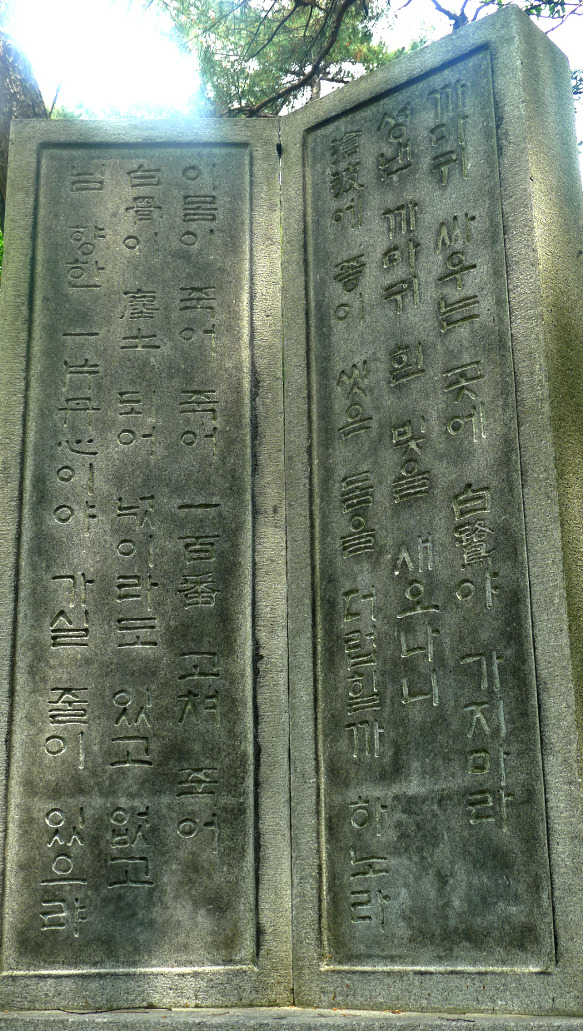 까마귀 싸우는 곳에 白鷺야 가지마라
성낸 까마귀 흰 빛을 새오나니
淸波에 좋이 씻은 몸을 더럽힐까 하노라
이몸이 죽어 죽어 一百番 고쳐 죽어
白骨이 塵土 되어 넋이라도 있고 없고
님 향한 一片丹心이야 가실 줄이 있으랴